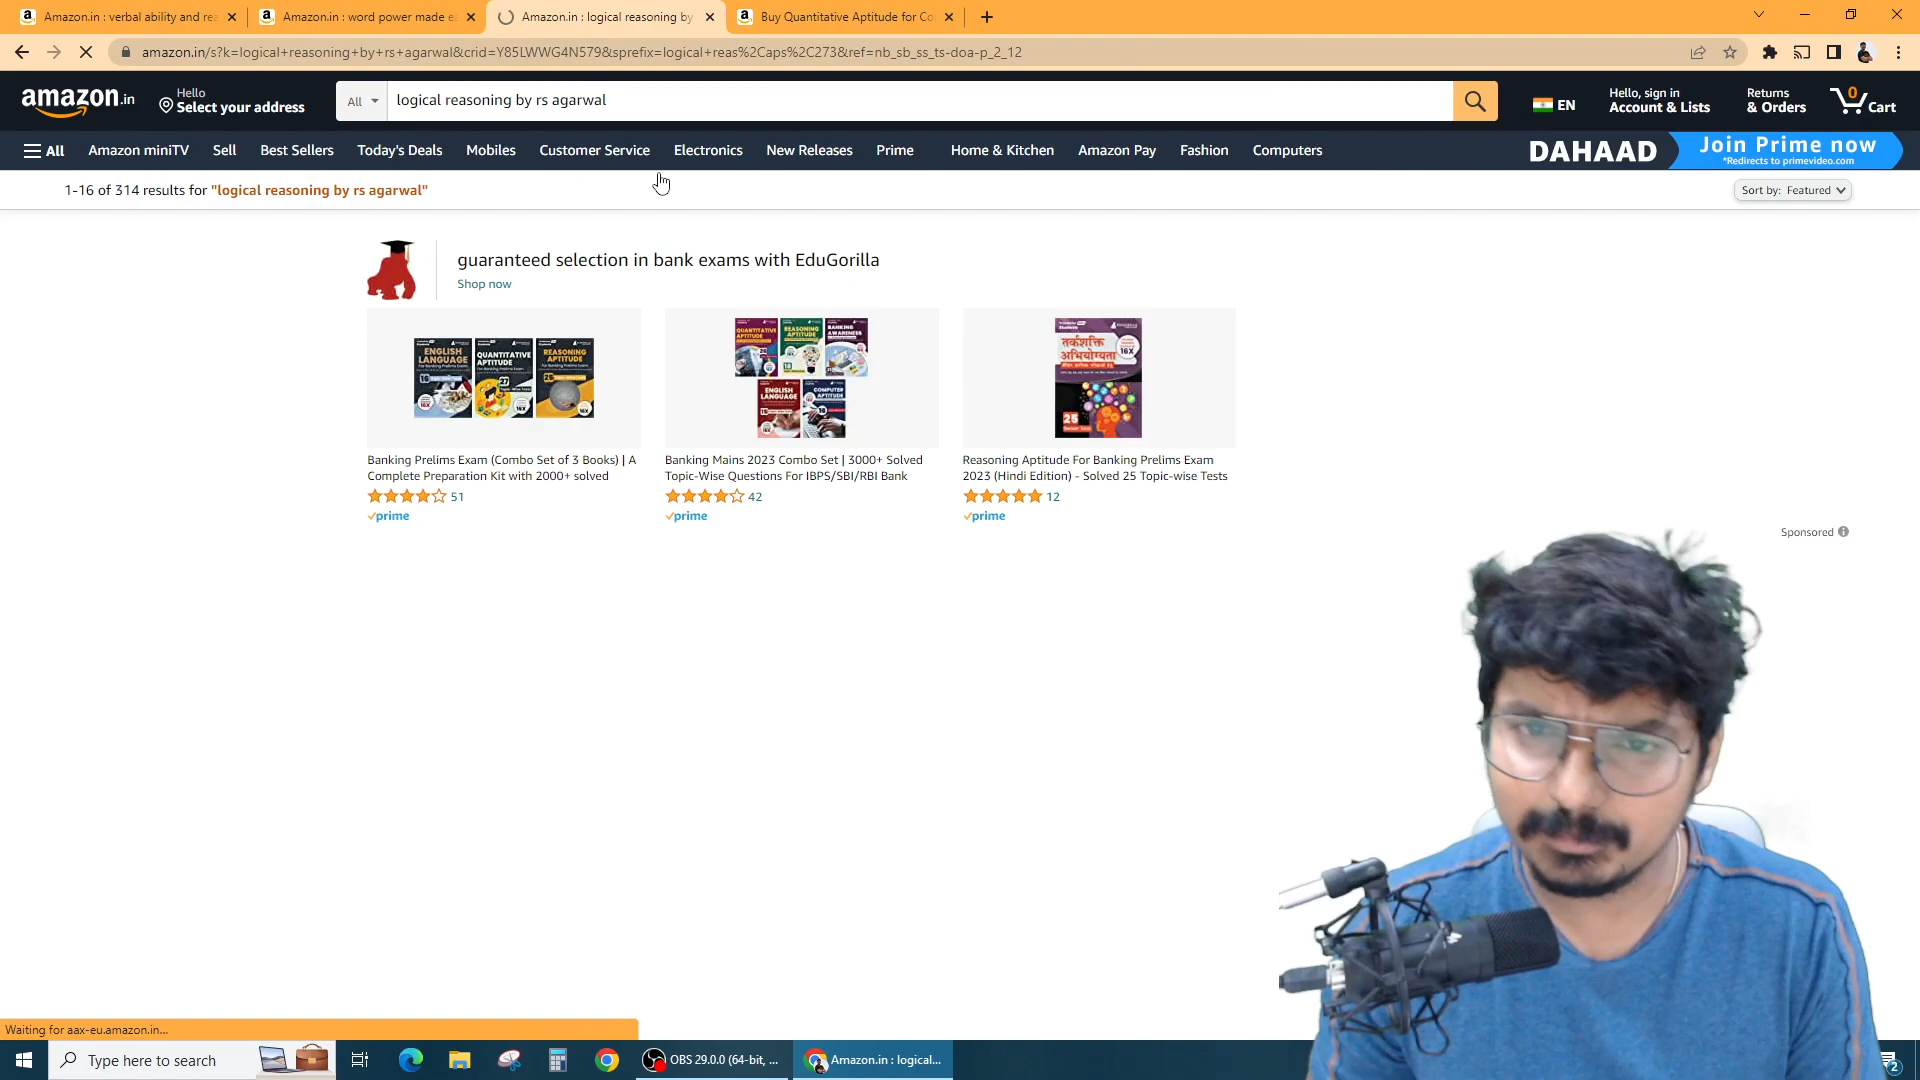 Amazon.in : verbal ability and rea
Amazon.in : word power made ea
Amazon.in : logical reasoning by
Buy Quantitative Aptitude for Co
amazon.in/s?k=logical+reasoning+by+rs+agarwal&crid=Y85LWWG4N579&sprefix=logical+reas%2Caps%2C273&ref=nb_sb_ss_ts-doa-p_2_12
amazon.in
Hello
Select your address
All
logical reasoning by rs agarwal
EN
Hello, sign in
Account & Lists
Returns
& Orders
0
Cart
All
Amazon miniTV
Sell
Best Sellers
Today's Deals
Mobiles
Customer Service
Electronics
New Releases
Prime
Home & Kitchen
Amazon Pay
Fashion
Computers
DAHAAD
Join Prime now
*Redirects to primevideo.com
1-16 of 314 results for "logical reasoning by rs agarwal"
Sort by: Featured
guaranteed selection in bank exams with EduGorilla
Shop now
ENGLISH LANGUAGE
QUANTITATIVE APTITUDE
REASONING APTITUDE
QUANTITATIVE APTITUDE
REASONING APTITUDE
BANKING AWARENESS
ENGLISH LANGUAGE
COMPUTER APTITUDE
तर्कशक्ति
अभियोग्यता
16X
25
Banking Prelims Exam (Combo Set of 3 Books) | A
Complete Preparation Kit with 2000+ solved
51
prime
Banking Mains 2023 Combo Set | 3000+ Solved
Topic-Wise Questions For IBPS/SBI/RBI Bank
42
prime
Reasoning Aptitude For Banking Prelims Exam
2023 (Hindi Edition) - Solved 25 Topic-wise Tests
12
prime
Sponsored
Waiting for aax-eu.amazon.in...
Type here to search
OBS 29.0.0 (64-bit, ...
Amazon.in : logical...
2